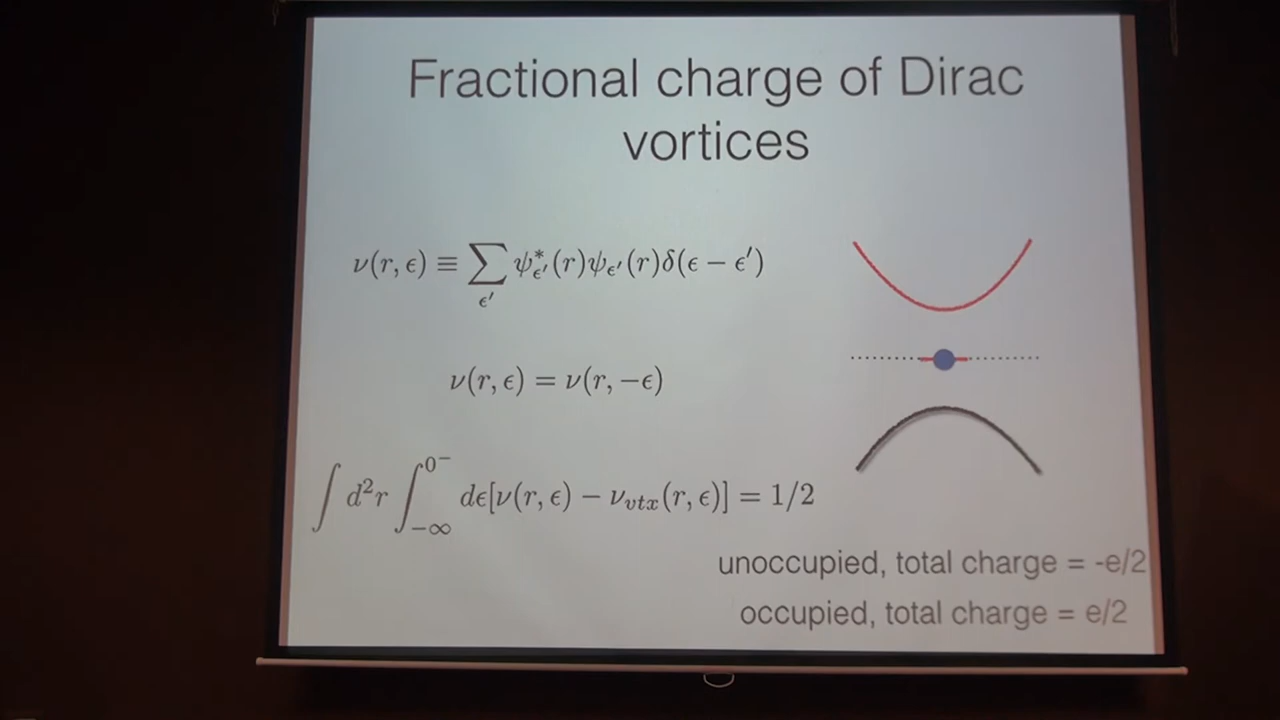 Fractional charge of Dirac
vortices
ν(r, ϵ) ≡ ∑_{ϵ′} ψ*_{ϵ′}(r)ψ_{ϵ′}(r)δ(ϵ − ϵ′)
ν(r, ϵ) = ν(r, −ϵ)
∫ d²r ∫_{−∞}^{0⁻} dϵ[ν(r, ϵ) − ν_{vtx}(r, ϵ)] = 1/2
unoccupied, total charge = -e/2
occupied, total charge = e/2